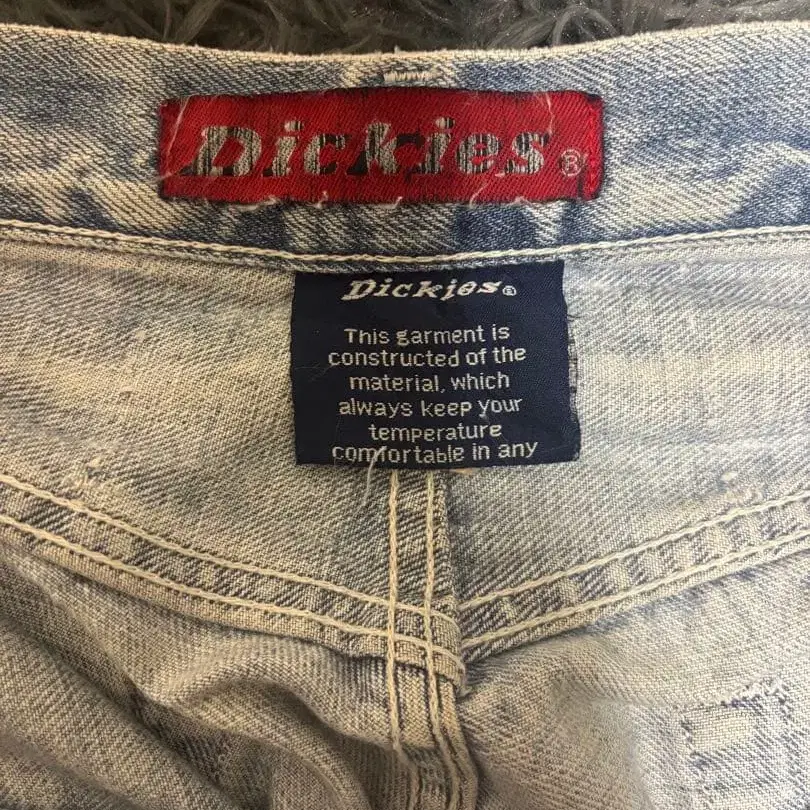 Dickies®
Dickies®
This garment is
constructed of the
material, which
always keep your
temperature
comfortable in any